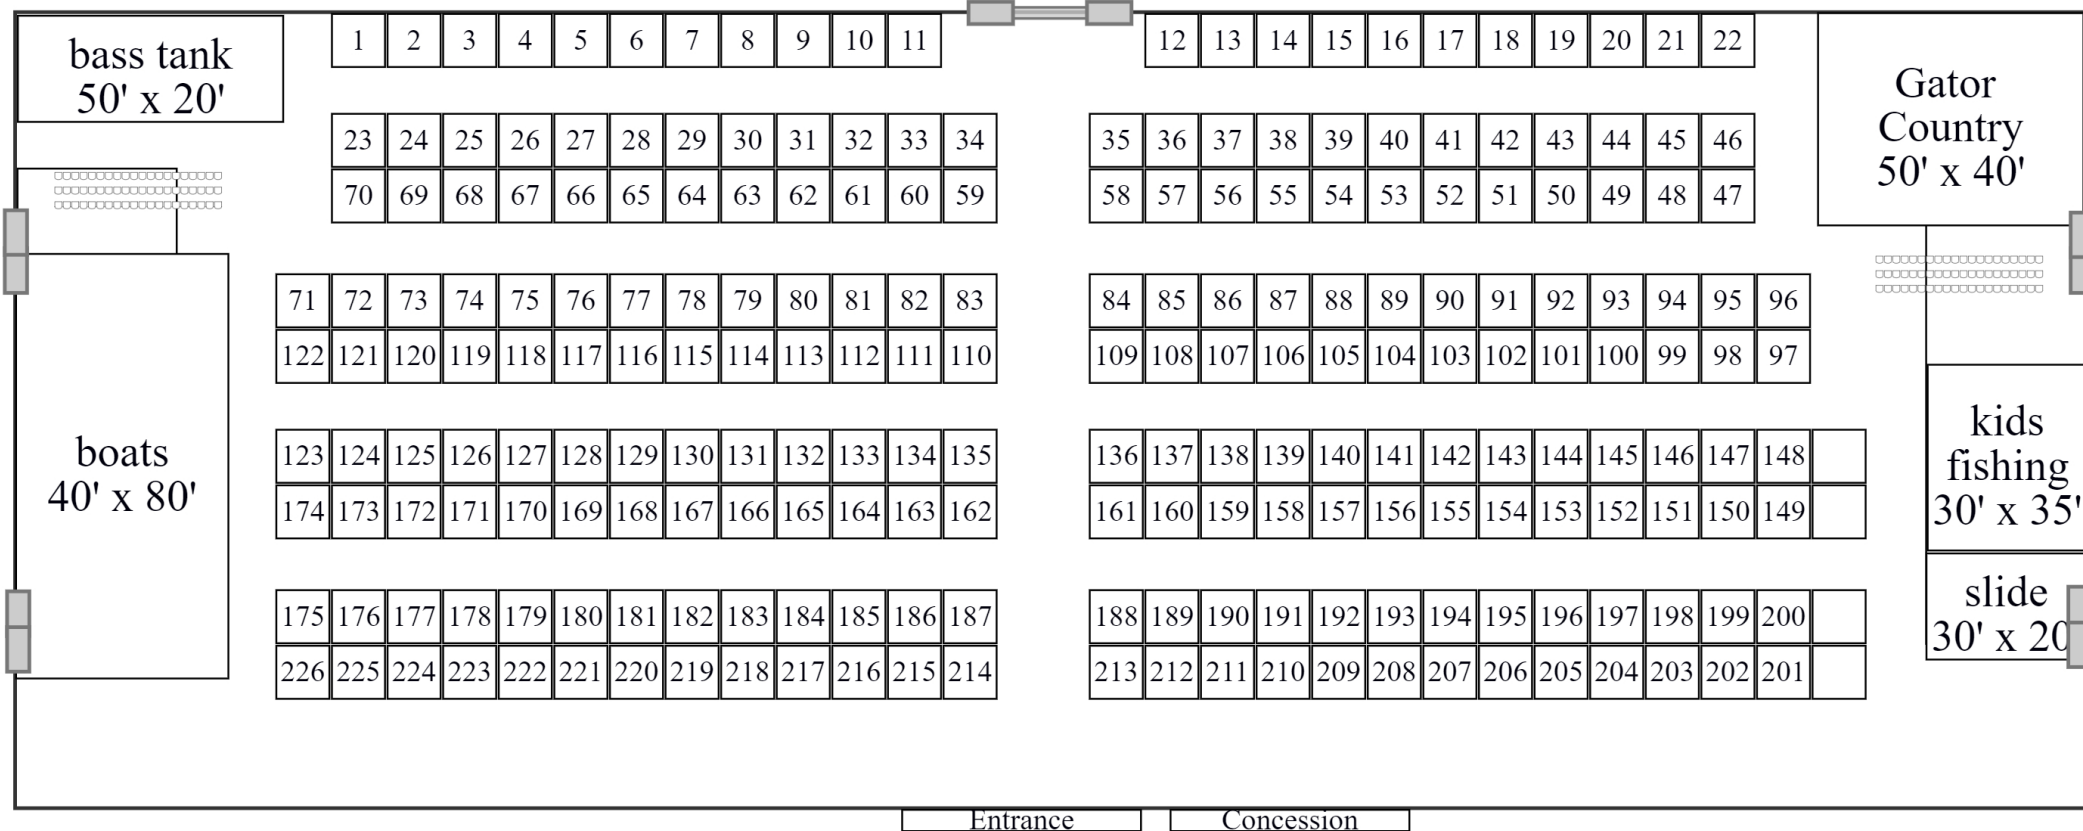 bass tank
50' x 20'
1 2 3 4 5 6 7 8 9 10 11
12 13 14 15 16 17 18 19 20 21 22
Gator
Country
50' x 40'
23 24 25 26 27 28 29 30 31 32 33 34
35 36 37 38 39 40 41 42 43 44 45 46
70 69 68 67 66 65 64 63 62 61 60 59
58 57 56 55 54 53 52 51 50 49 48 47
71 72 73 74 75 76 77 78 79 80 81 82 83
84 85 86 87 88 89 90 91 92 93 94 95 96
122 121 120 119 118 117 116 115 114 113 112 111 110
109 108 107 106 105 104 103 102 101 100 99 98 97
boats
40' x 80'
123 124 125 126 127 128 129 130 131 132 133 134 135
136 137 138 139 140 141 142 143 144 145 146 147 148
174 173 172 171 170 169 168 167 166 165 164 163 162
161 160 159 158 157 156 155 154 153 152 151 150 149
kids
fishing
30' x 35'
175 176 177 178 179 180 181 182 183 184 185 186 187
188 189 190 191 192 193 194 195 196 197 198 199 200
226 225 224 223 222 221 220 219 218 217 216 215 214
213 212 211 210 209 208 207 206 205 204 203 202 201
slide
30' x 20
Entrance
Concession